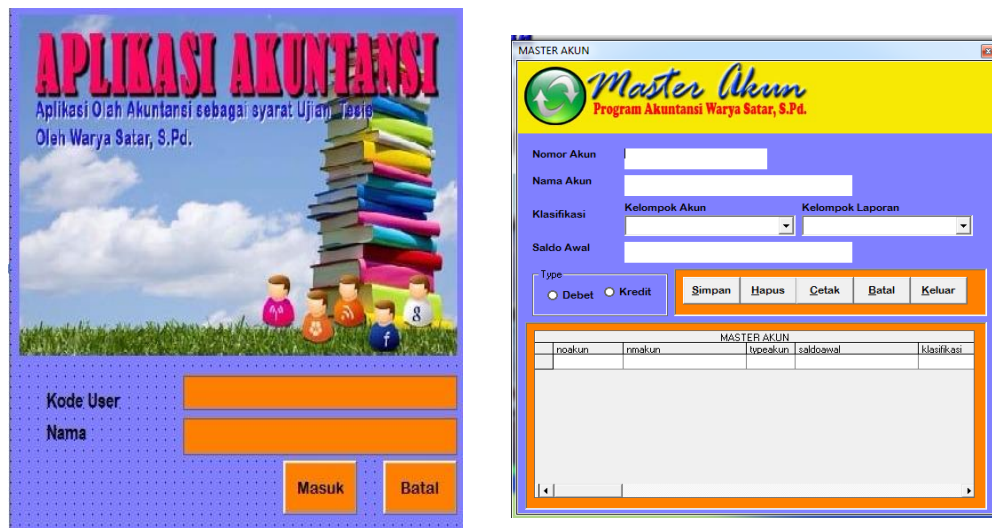 APLIKASI AKUNTANSI
Aplikasi Olah Akuntansi sebagai syarat Ujian Tesis
Oleh Warya Satar, S.Pd.
Kode User
Nama
Masuk
Batal
MASTER AKUN
Master Akun
Program Akuntansi Warya Satar, S.Pd.
Nomor Akun
Nama Akun
Klasifikasi
Kelompok Akun
Kelompok Laporan
Saldo Awal
Type
Debet
Kredit
Simpan
Hapus
Cetak
Batal
Keluar
MASTER AKUN
noakun nmakun typeakun saldoawal klasifikasi